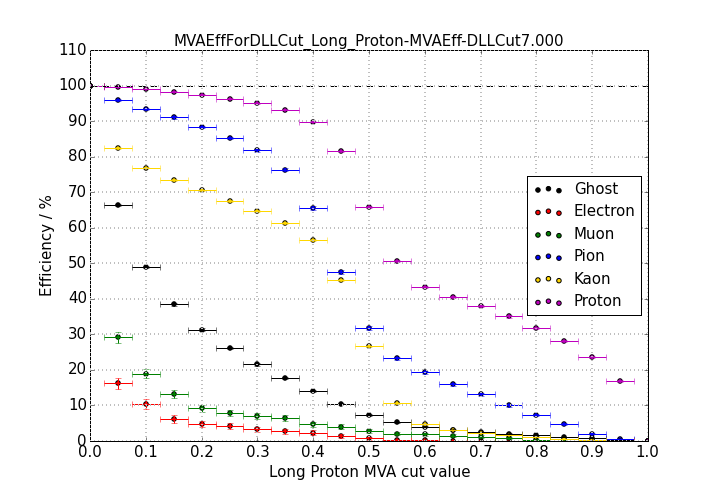 MVAEffForDLLCut_Long_Proton-MVAEff-DLLCut7.000
110
100
90
80
70
60
50
40
30
20
10
0
Efficiency / %
Ghost
Electron
Muon
Pion
Kaon
Proton
0.0 0.1 0.2 0.3 0.4 0.5 0.6 0.7 0.8 0.9 1.0
Long Proton MVA cut value